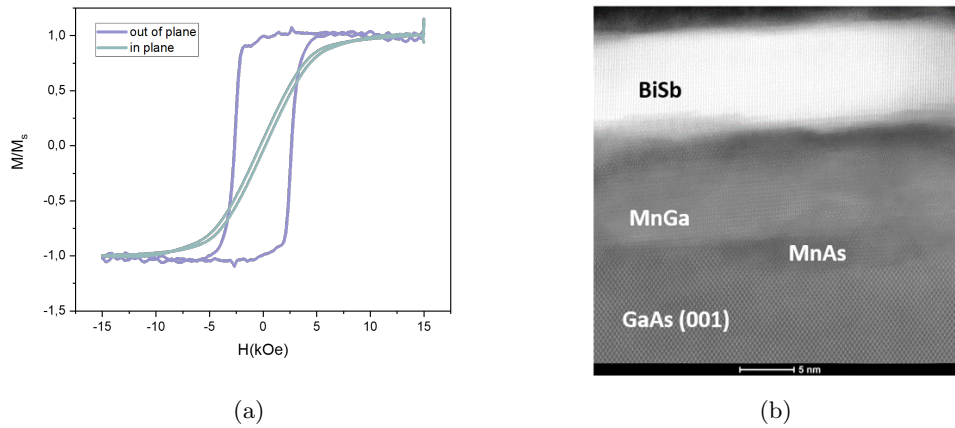 out of plane
in plane
1,0
0,5
0,0
-0,5
-1,0
-1,5
M/Ms
-15
-10
-5
0
5
10
15
H(kOe)
(a)
BiSb
MnGa
MnAs
GaAs (001)
5 nm
(b)